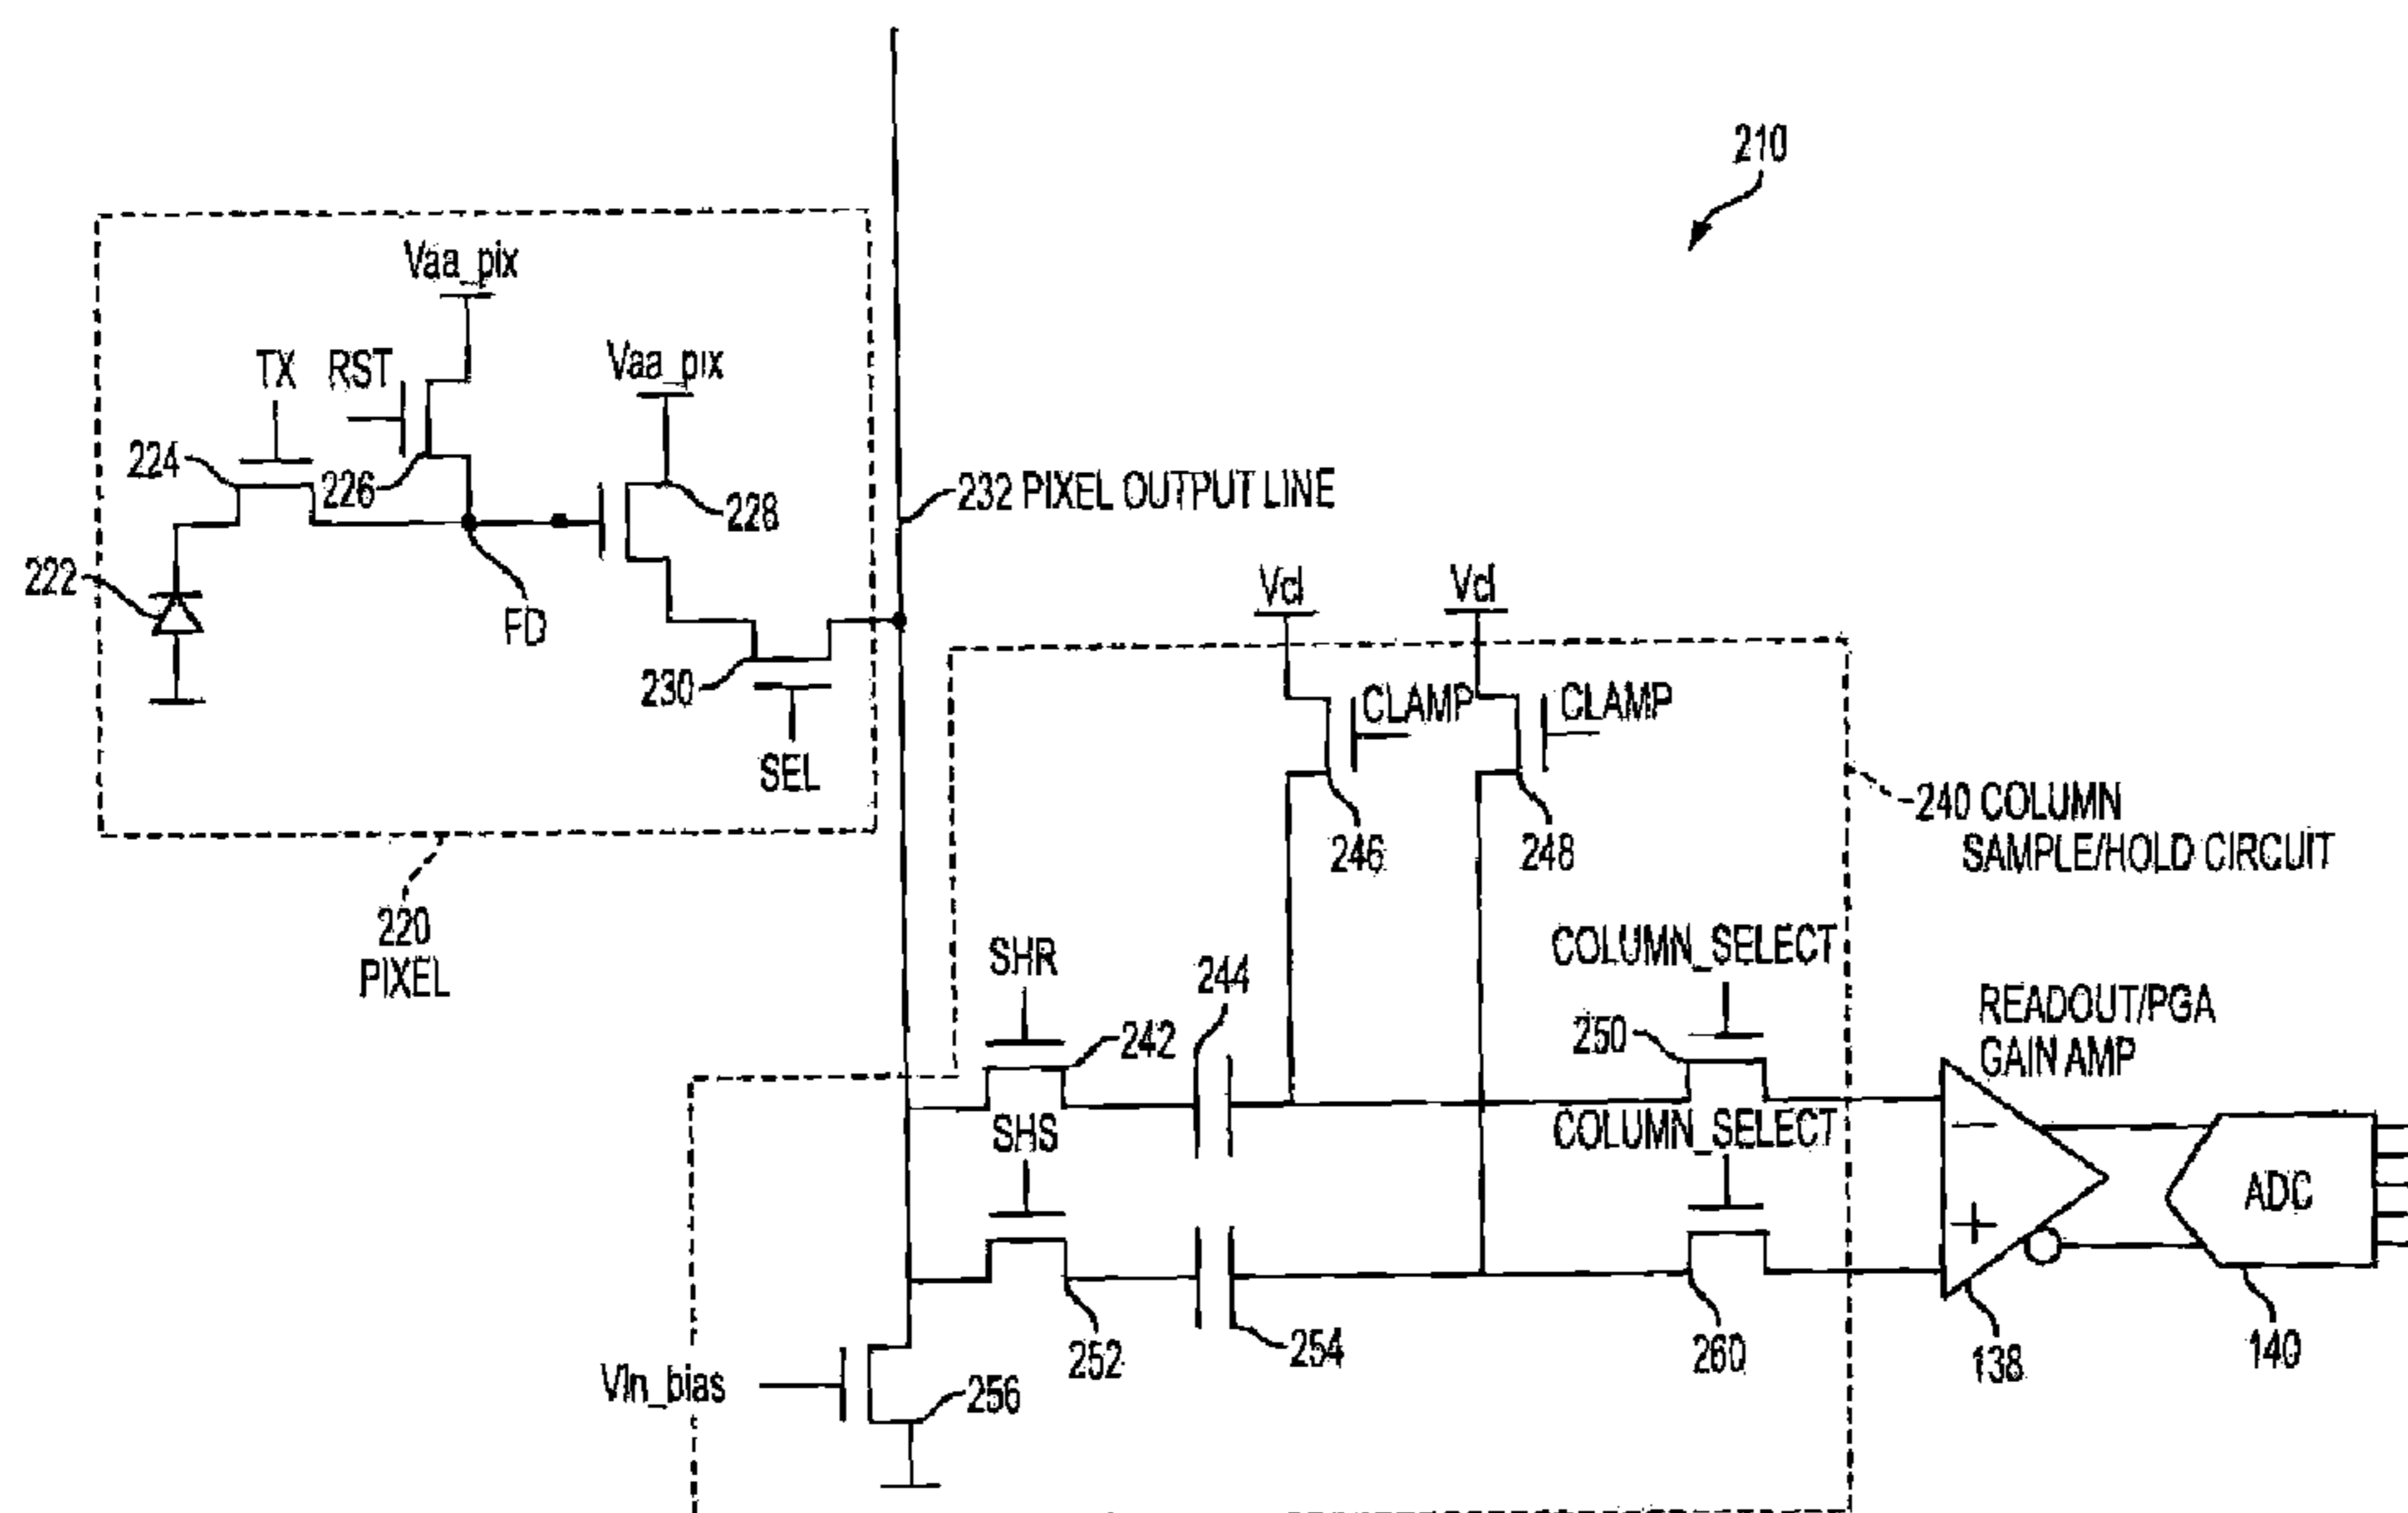 210
Vaa_pix
TX RST
Vaa_pix
224
226
228
232 PIXEL OUTPUT LINE
222
FD
Vcl
Vcl
230
CLAMP
CLAMP
SEL
240 COLUMN
SAMPLE/HOLD CIRCUIT
246
248
220
PIXEL
SHR
244
COLUMN_SELECT
242
250
READOUT/PGA
GAIN AMP
SHS
COLUMN_SELECT
−
+
ADC
252
254
260
138
140
Vln_bias
256